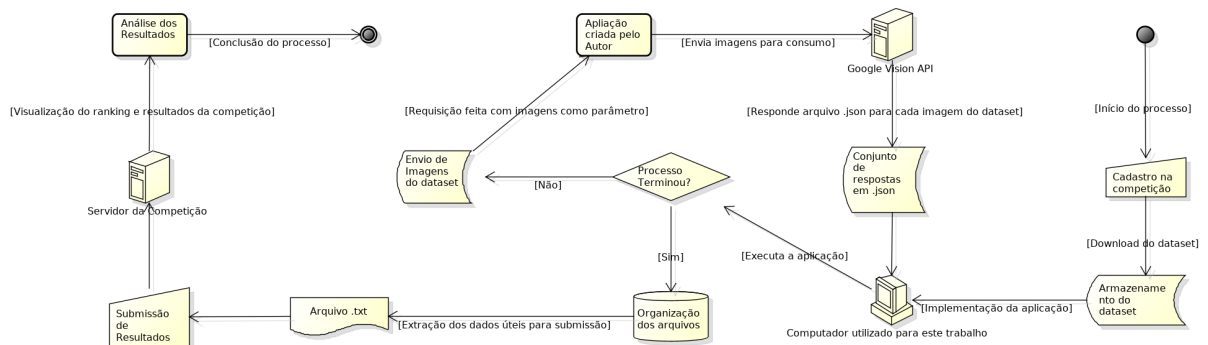 Análise dos
Resultados
[Conclusão do processo]
Apliação
criada pelo
Autor
[Envia imagens para consumo]
Google Vision API
[Visualização do ranking e resultados da competição]
[Requisição feita com imagens como parâmetro]
[Responde arquivo .json para cada imagem do dataset]
[Início do processo]
Servidor da Competição
Envio de
Imagens
do dataset
[Não]
Processo
Terminou?
Conjunto
de
respostas
em .json
Cadastro na
competição
[Sim]
[Executa a aplicação]
[Download do dataset]
Submissão
de
Resultados
Arquivo .txt
[Extração dos dados úteis para submissão]
Organização
dos arquivos
Computador utilizado para este trabalho
[Implementação da aplicação]
Armazename
nto do
dataset